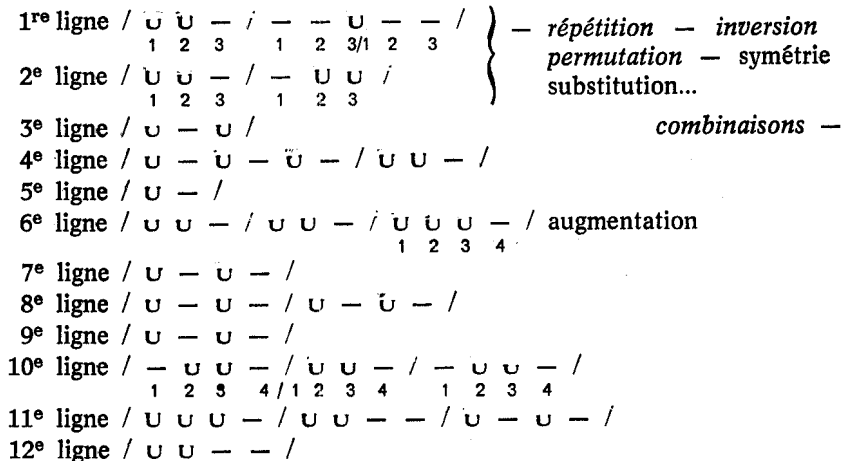 1re ligne / ∪ ∪ — / — — ∪ — — / — répétition — inversion
1 2 3 1 2 3/1 2 3 permutation — symétrie
2e ligne / ∪ ∪ — / — ∪ ∪ / substitution...
1 2 3 1 2 3
3e ligne / ∪ — ∪ / combinaisons —
4e ligne / ∪ — ∪ — ∪ — / ∪ ∪ — /
5e ligne / ∪ — /
6e ligne / ∪ ∪ — / ∪ ∪ — / ∪ ∪ ∪ — / augmentation
1 2 3 4
7e ligne / ∪ — ∪ — /
8e ligne / ∪ — ∪ — / ∪ — ∪ — /
9e ligne / ∪ — ∪ — /
10e ligne / — ∪ ∪ — / ∪ ∪ — / — ∪ ∪ — /
1 2 3 4 / 1 2 3 4 1 2 3 4
11e ligne / ∪ ∪ ∪ — / ∪ ∪ — — / ∪ — ∪ — /
12e ligne / ∪ ∪ — — /